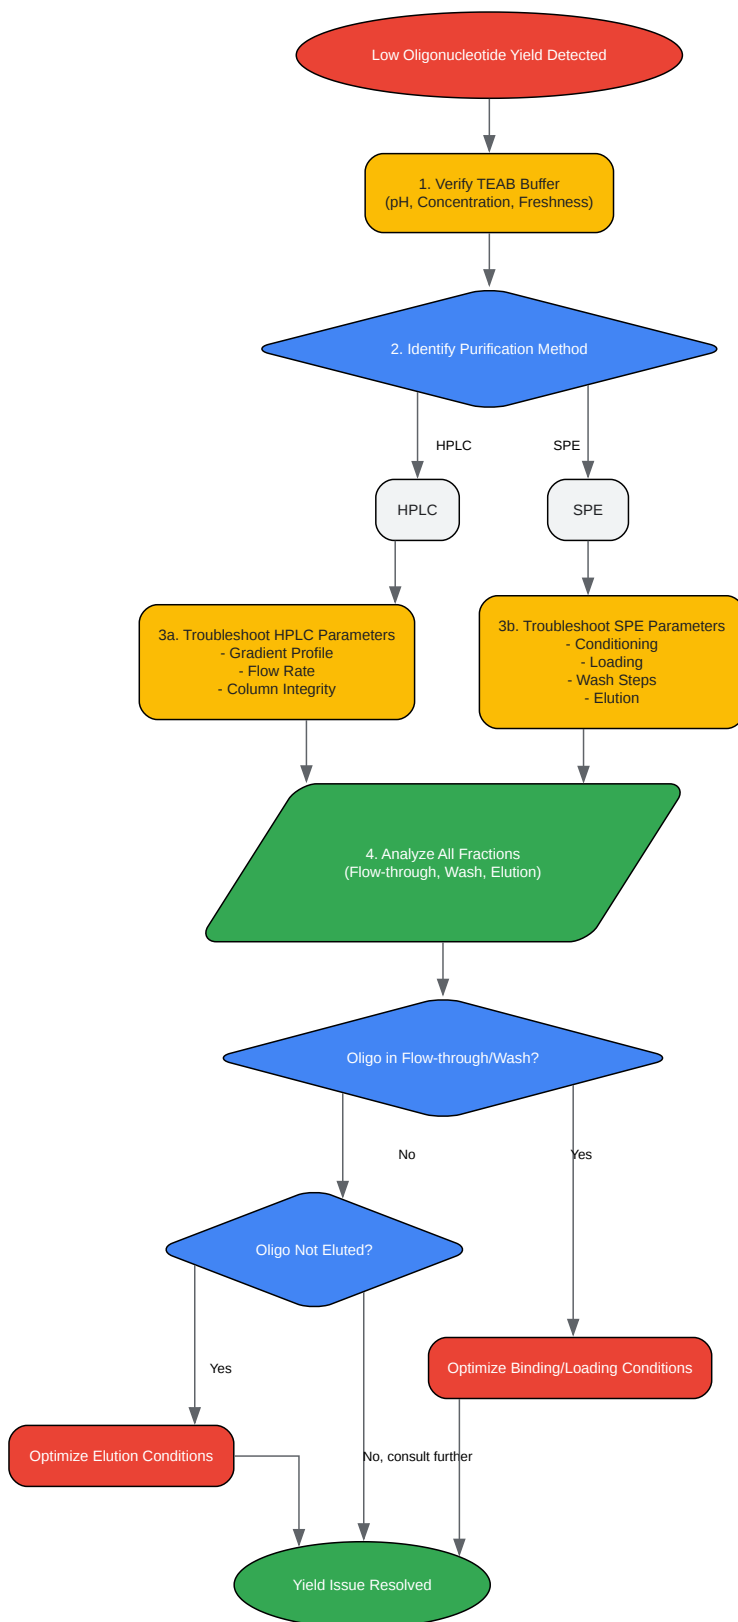 Low Oligonucleotide Yield Detected
1. Verify TEAB Buffer
(pH, Concentration, Freshness)
2. Identify Purification Method
HPLC
SPE
HPLC
SPE
3a. Troubleshoot HPLC Parameters
- Gradient Profile
- Flow Rate
- Column Integrity
3b. Troubleshoot SPE Parameters
- Conditioning
- Loading
- Wash Steps
- Elution
4. Analyze All Fractions
(Flow-through, Wash, Elution)
Oligo in Flow-through/Wash?
No
Yes
Oligo Not Eluted?
Yes
Optimize Binding/Loading Conditions
Optimize Elution Conditions
No, consult further
Yield Issue Resolved